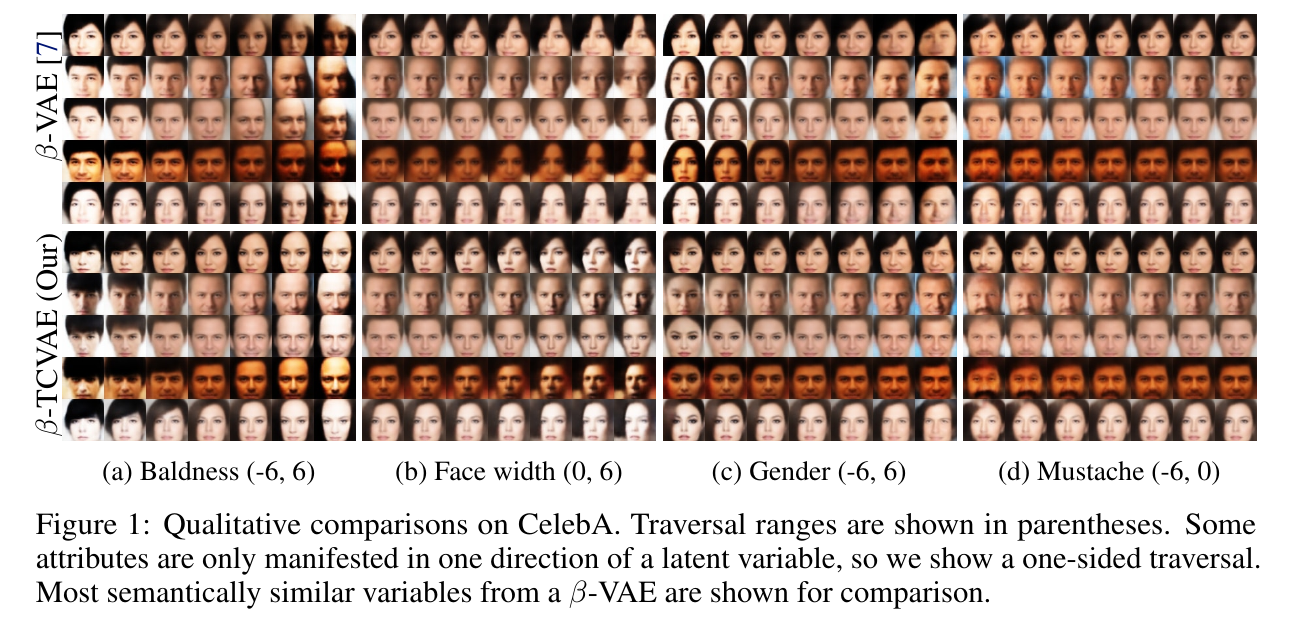 β-VAE [7]
β-TCVAE (Our)
(a) Baldness (-6, 6)
(b) Face width (0, 6)
(c) Gender (-6, 6)
(d) Mustache (-6, 0)
Figure 1: Qualitative comparisons on CelebA. Traversal ranges are shown in parentheses. Some
attributes are only manifested in one direction of a latent variable, so we show a one-sided traversal.
Most semantically similar variables from a β-VAE are shown for comparison.